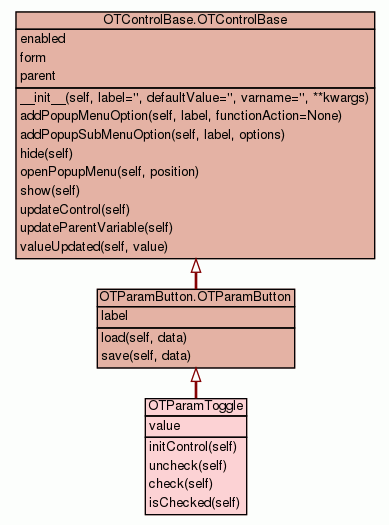 OTControlBase.OTControlBase
enabled
form
parent
__init__(self, label='', defaultValue='', varname='', **kwargs)
addPopupMenuOption(self, label, functionAction=None)
addPopupSubMenuOption(self, label, options)
hide(self)
openPopupMenu(self, position)
show(self)
updateControl(self)
updateParentVariable(self)
valueUpdated(self, value)
OTParamButton.OTParamButton
label
load(self, data)
save(self, data)
OTParamToggle
value
initControl(self)
uncheck(self)
check(self)
isChecked(self)